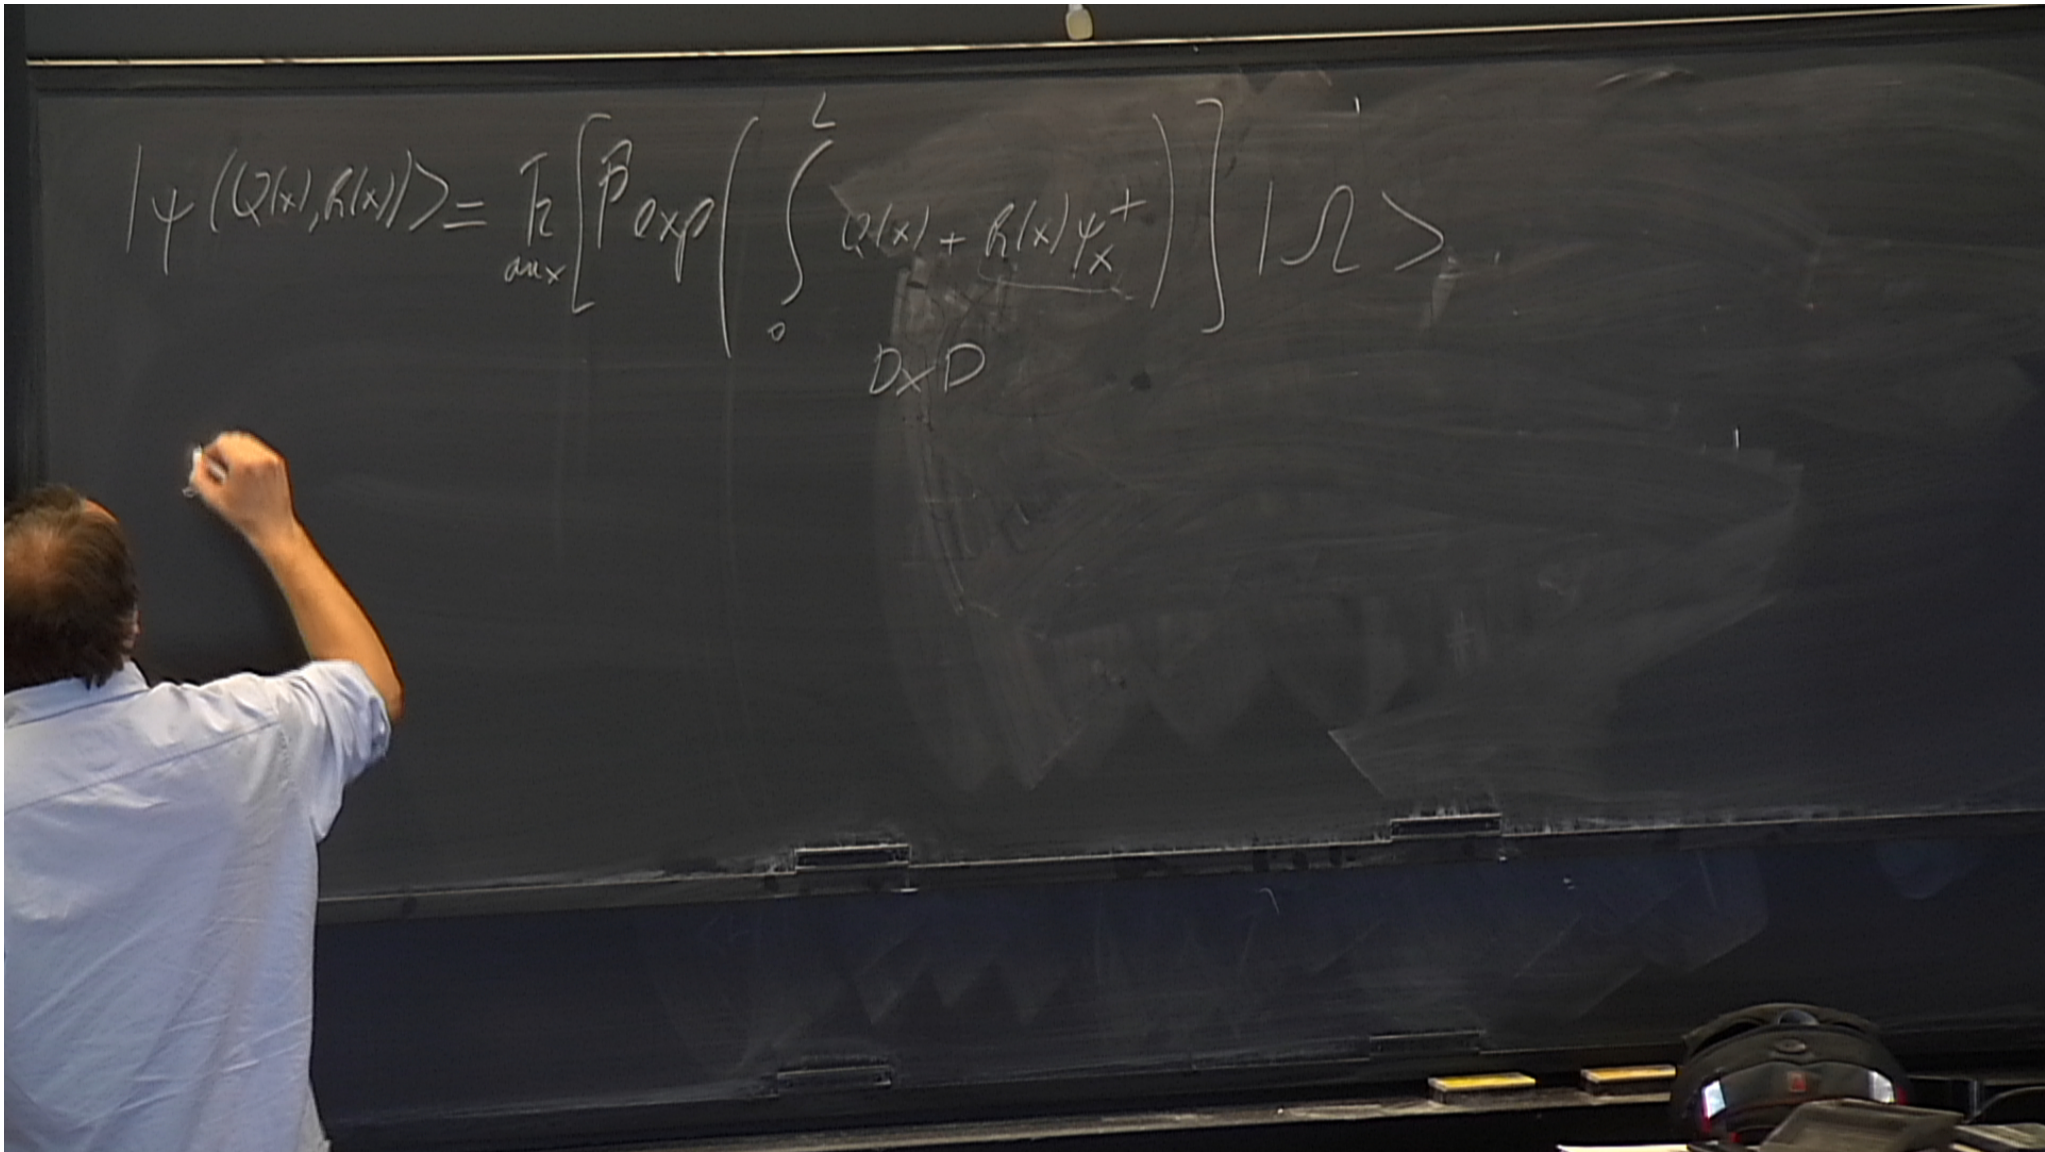 |ψ(Q(x),R(x))⟩ = Tr_aux [ P⃗ exp( ∫_0^L Q(x) + R(x)ψ_x^† ) ] |Ω⟩
D×D